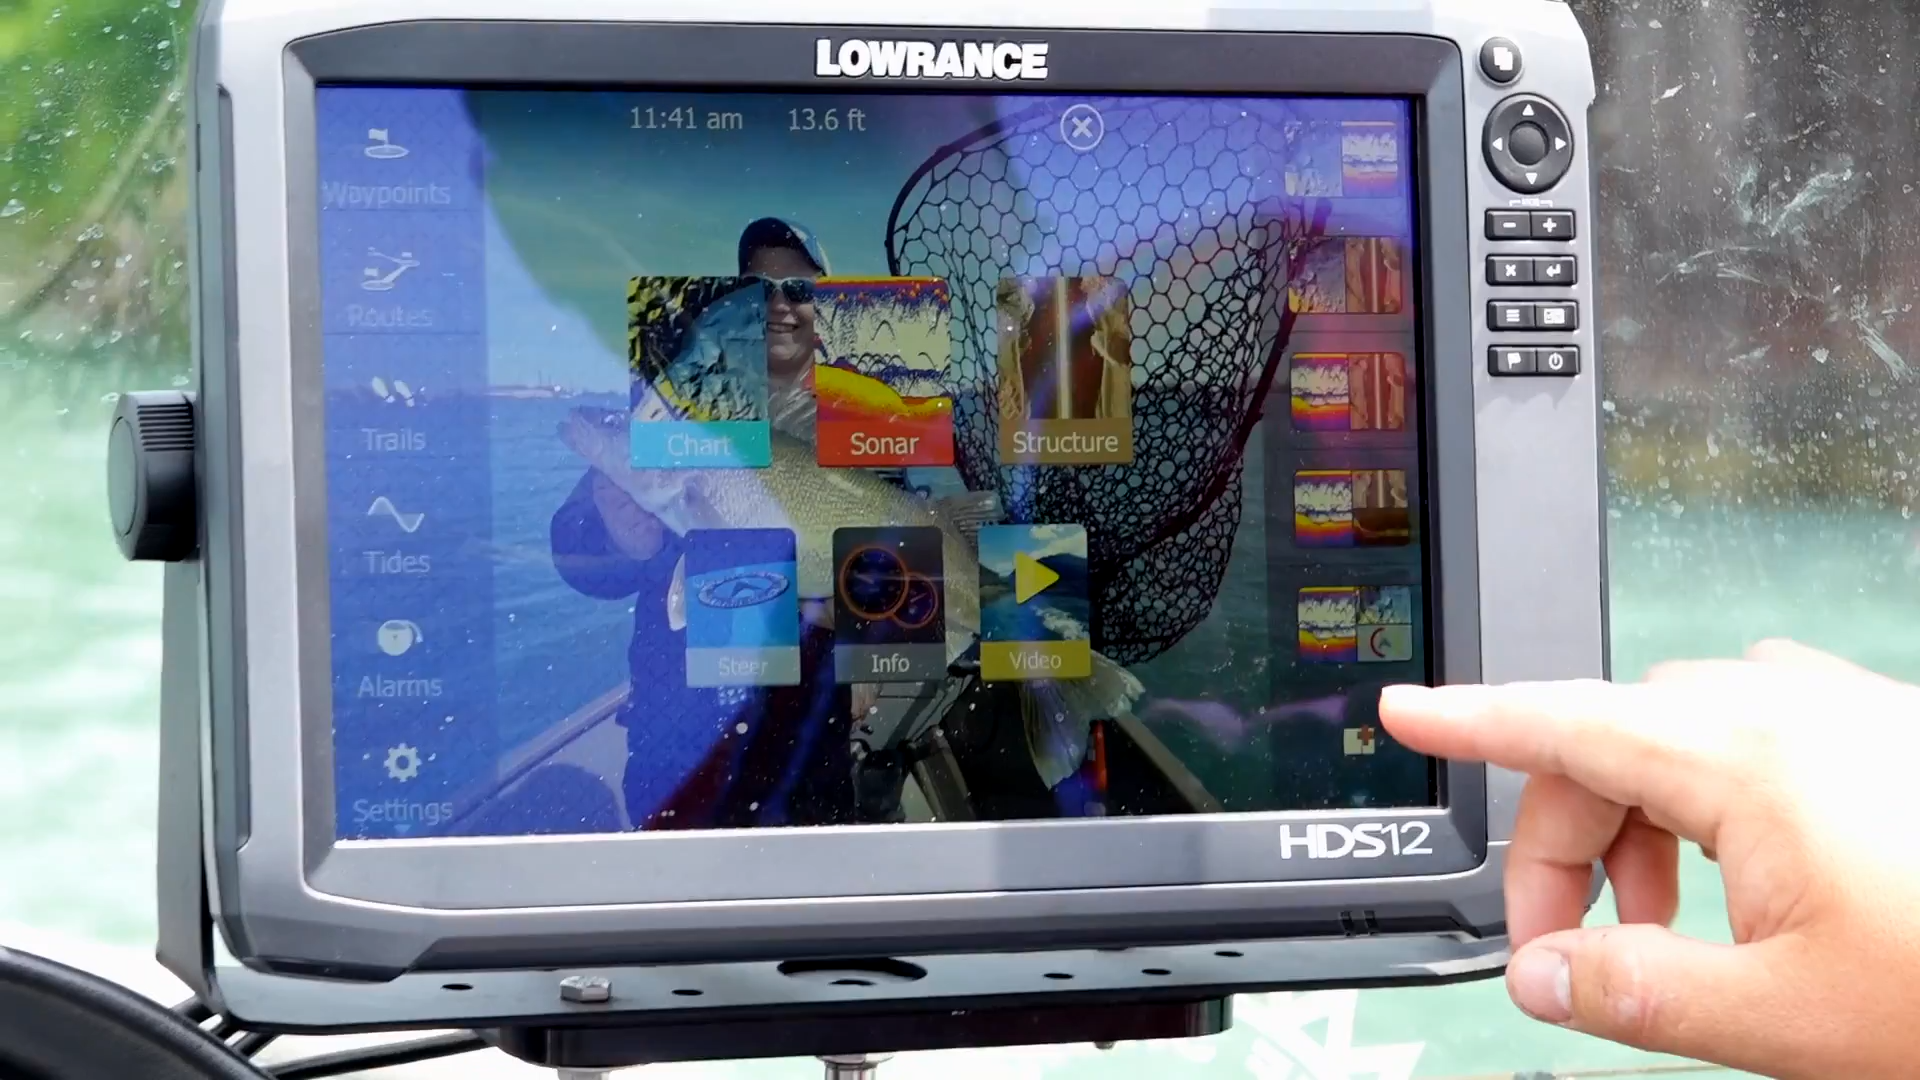 LOWRANCE
11:41 am 13.6 ft
Waypoints
Routes
Trails
Tides
Alarms
Settings
Chart Sonar Structure
Steer Info Video
HDS12